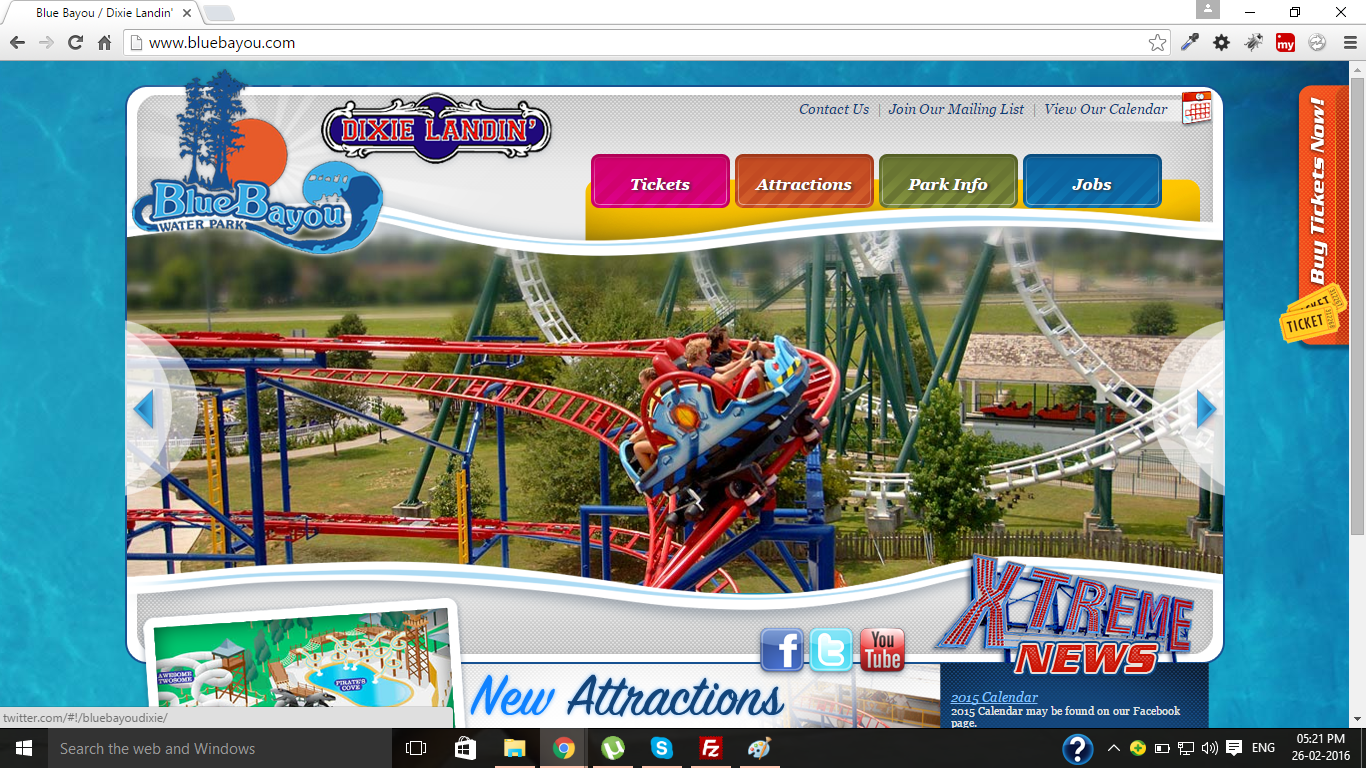 Blue Bayou / Dixie Landin'
www.bluebayou.com
my
DIXIE LANDIN'
Contact Us | Join Our Mailing List | View Our Calendar
Blue Bayou
WATER PARK
Tickets
Attractions
Park Info
Jobs
Buy Tickets Now!
TICKET
TICKET
XTREME
NEWS
You
Tube
AWESOME
TWOSOME
PIRATE'S
COVE
New Attractions
2015 Calendar
2015 Calendar may be found on our Facebook
page.
twitter.com/#!/bluebayoudixie/
Search the web and Windows
ENG
05:21 PM
26-02-2016